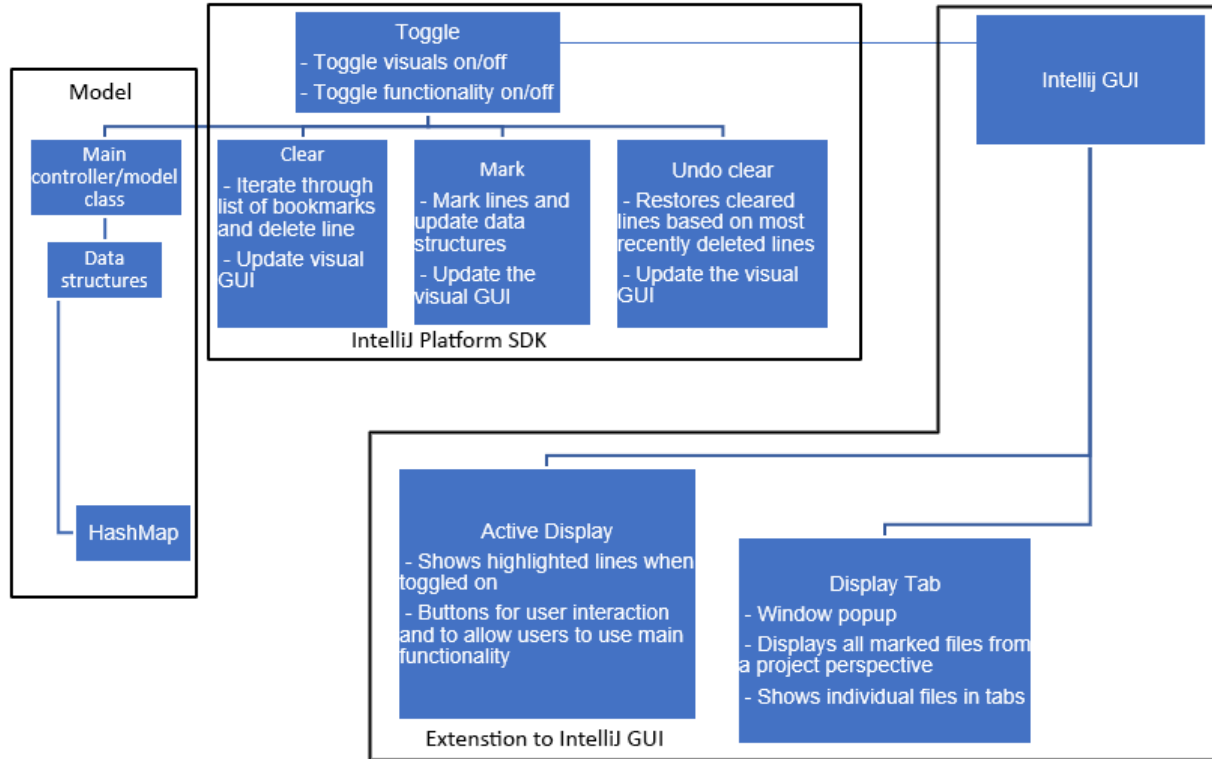 Toggle
- Toggle visuals on/off
- Toggle functionality on/off
Intellij GUI
Model
Main
controller/model
class
Data
structures
HashMap
Clear
- Iterate through
list of bookmarks
and delete line
- Update visual
GUI
Mark
- Mark lines and
update data
structures
- Update the
visual GUI
Undo clear
- Restores cleared
lines based on most
recently deleted lines
- Update the visual
GUI
IntelliJ Platform SDK
Active Display
- Shows highlighted lines when
toggled on
- Buttons for user interaction
and to allow users to use main
functionality
Display Tab
- Window popup
- Displays all marked files from
a project perspective
- Shows individual files in tabs
Extenstion to IntelliJ GUI